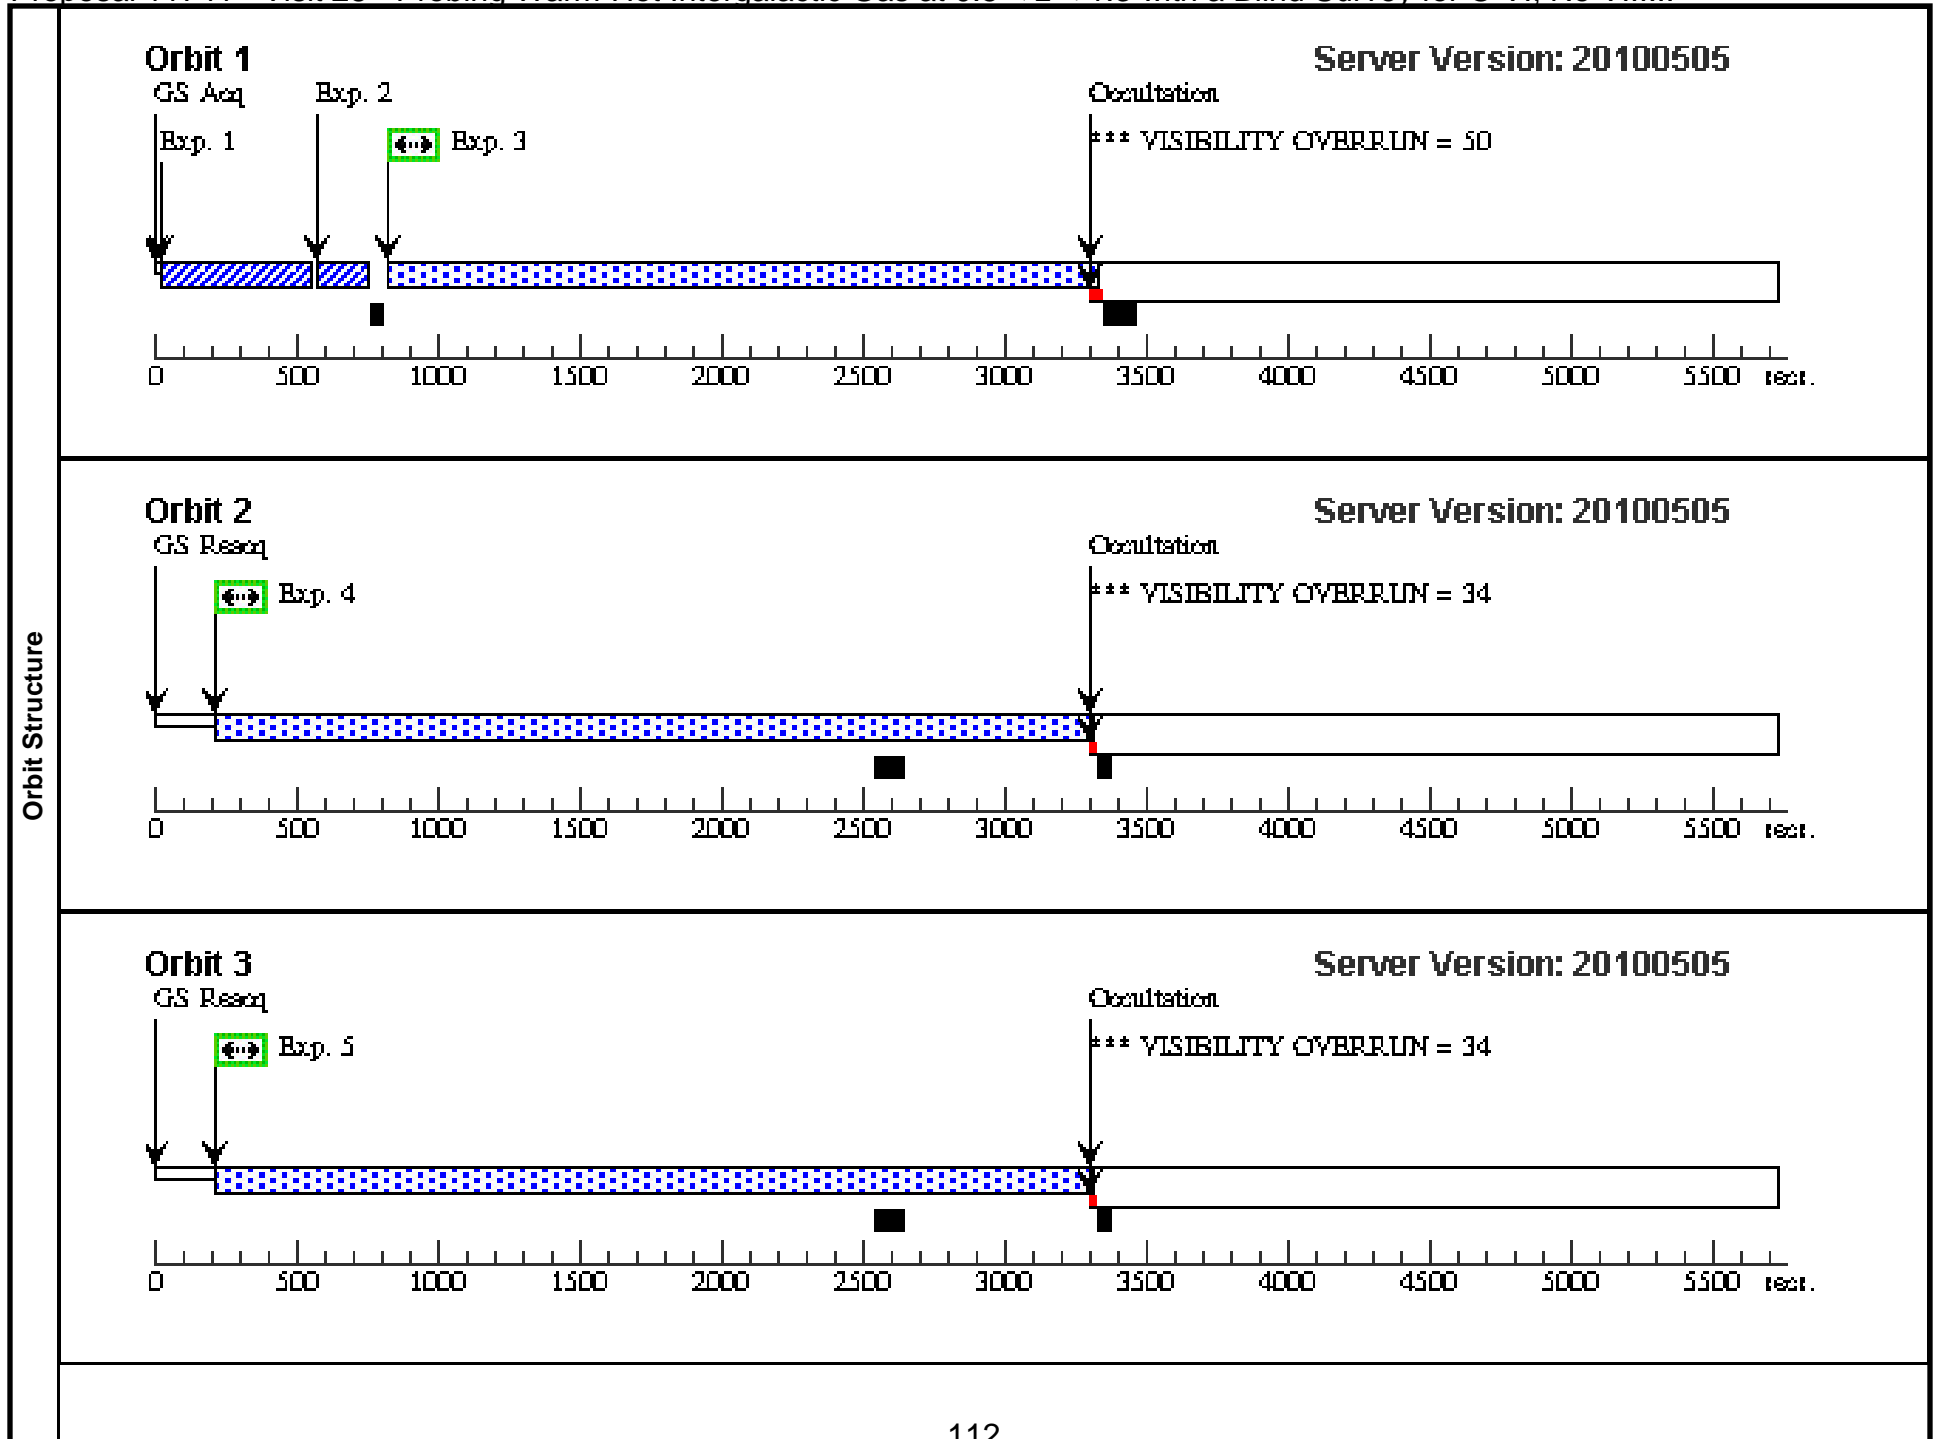 Orbit Structure
Orbit 1
Server Version: 20100505
GS Acq
Exp. 2
Occultation
Exp. 1
Exp. 3
*** VISIBILITY OVERRUN = 50
0 500 1000 1500 2000 2500 3000 3500 4000 4500 5000 5500 secs.
Orbit 2
Server Version: 20100505
GS Reacq
Occultation
Exp. 4
*** VISIBILITY OVERRUN = 34
0 500 1000 1500 2000 2500 3000 3500 4000 4500 5000 5500 secs.
Orbit 3
Server Version: 20100505
GS Reacq
Occultation
Exp. 5
*** VISIBILITY OVERRUN = 34
0 500 1000 1500 2000 2500 3000 3500 4000 4500 5000 5500 secs.
112